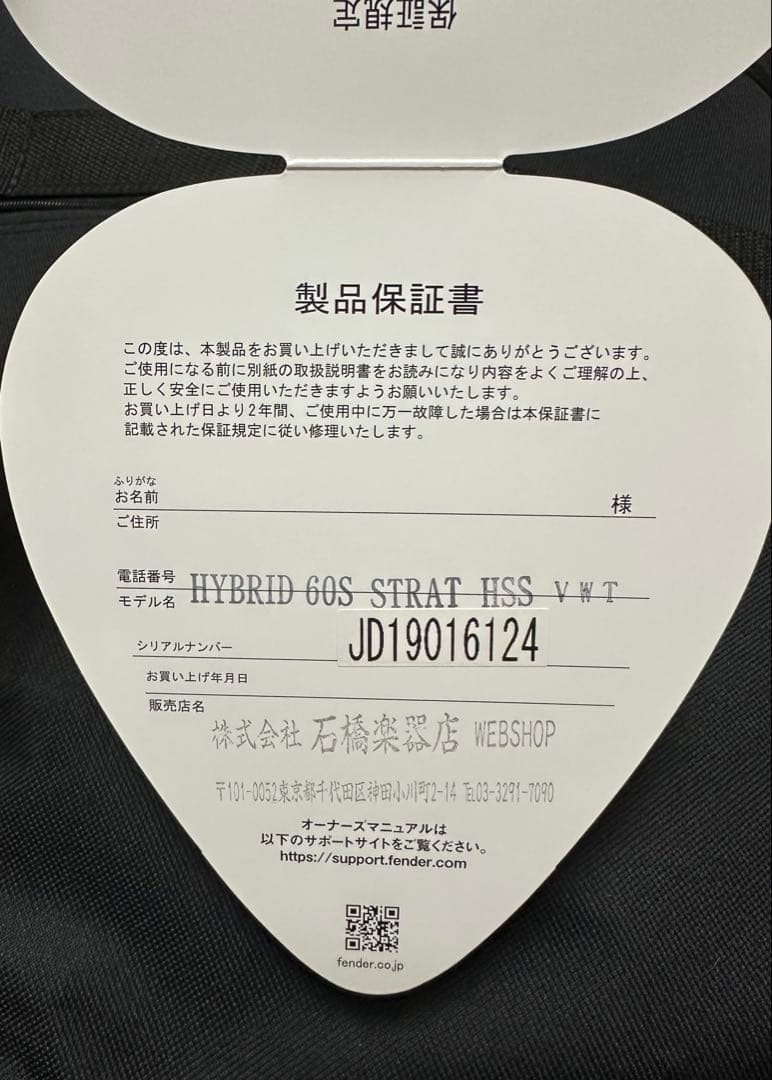 保証規定
製品保証書
この度は、本製品をお買い上げいただきまして誠にありがとうございます。
ご使用になる前に別紙の取扱説明書をお読みになり内容をよくご理解の上、
正しく安全にご使用いただきますようお願いいたします。
お買い上げ日より2年間、ご使用中に万一故障した場合は本保証書に
記載された保証規定に従い修理いたします。
ふりがな
お名前 様
ご住所
電話番号
モデル名 HYBRID 60S STRAT HSS VWT
シリアルナンバー JD19016124
お買い上げ年月日
販売店名
株式会社 石橋楽器店 WEBSHOP
〒101-0052東京都千代田区神田小川町2-14 ℡03-3291-7090
オーナーズマニュアルは
以下のサポートサイトをご覧ください。
https://support.fender.com
fender.co.jp